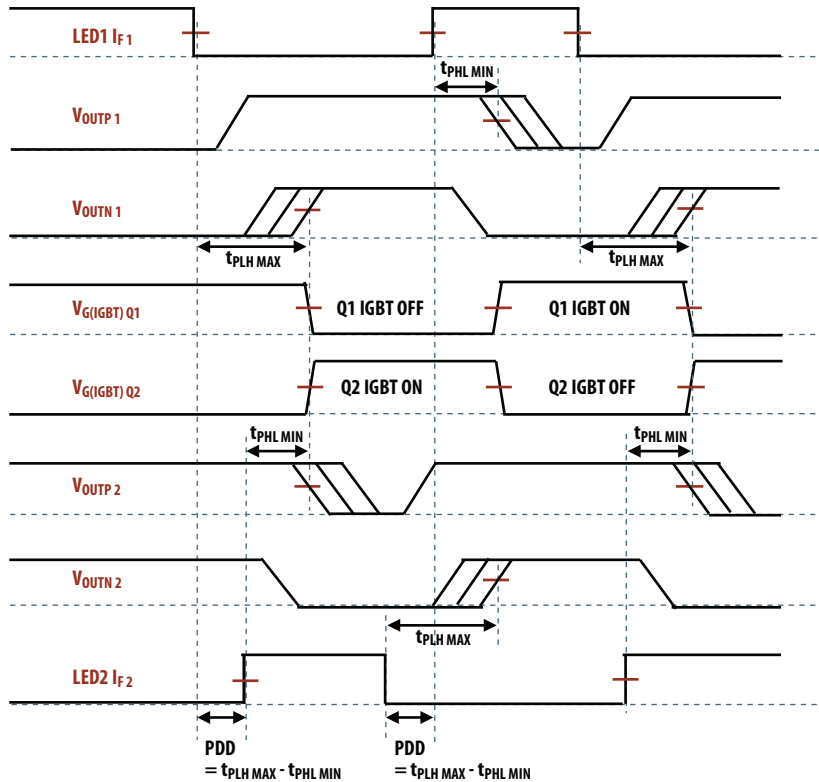 LED1 IF 1
tPHL MIN
VOUTP 1
VOUTN 1
tPLH MAX
tPLH MAX
VG(IGBT) Q1
Q1 IGBT OFF
Q1 IGBT ON
VG(IGBT) Q2
Q2 IGBT ON
Q2 IGBT OFF
tPHL MIN
tPHL MIN
VOUTP 2
VOUTN 2
tPLH MAX
LED2 IF 2
PDD
= tPLH MAX - tPHL MIN
PDD
= tPLH MAX - tPHL MIN